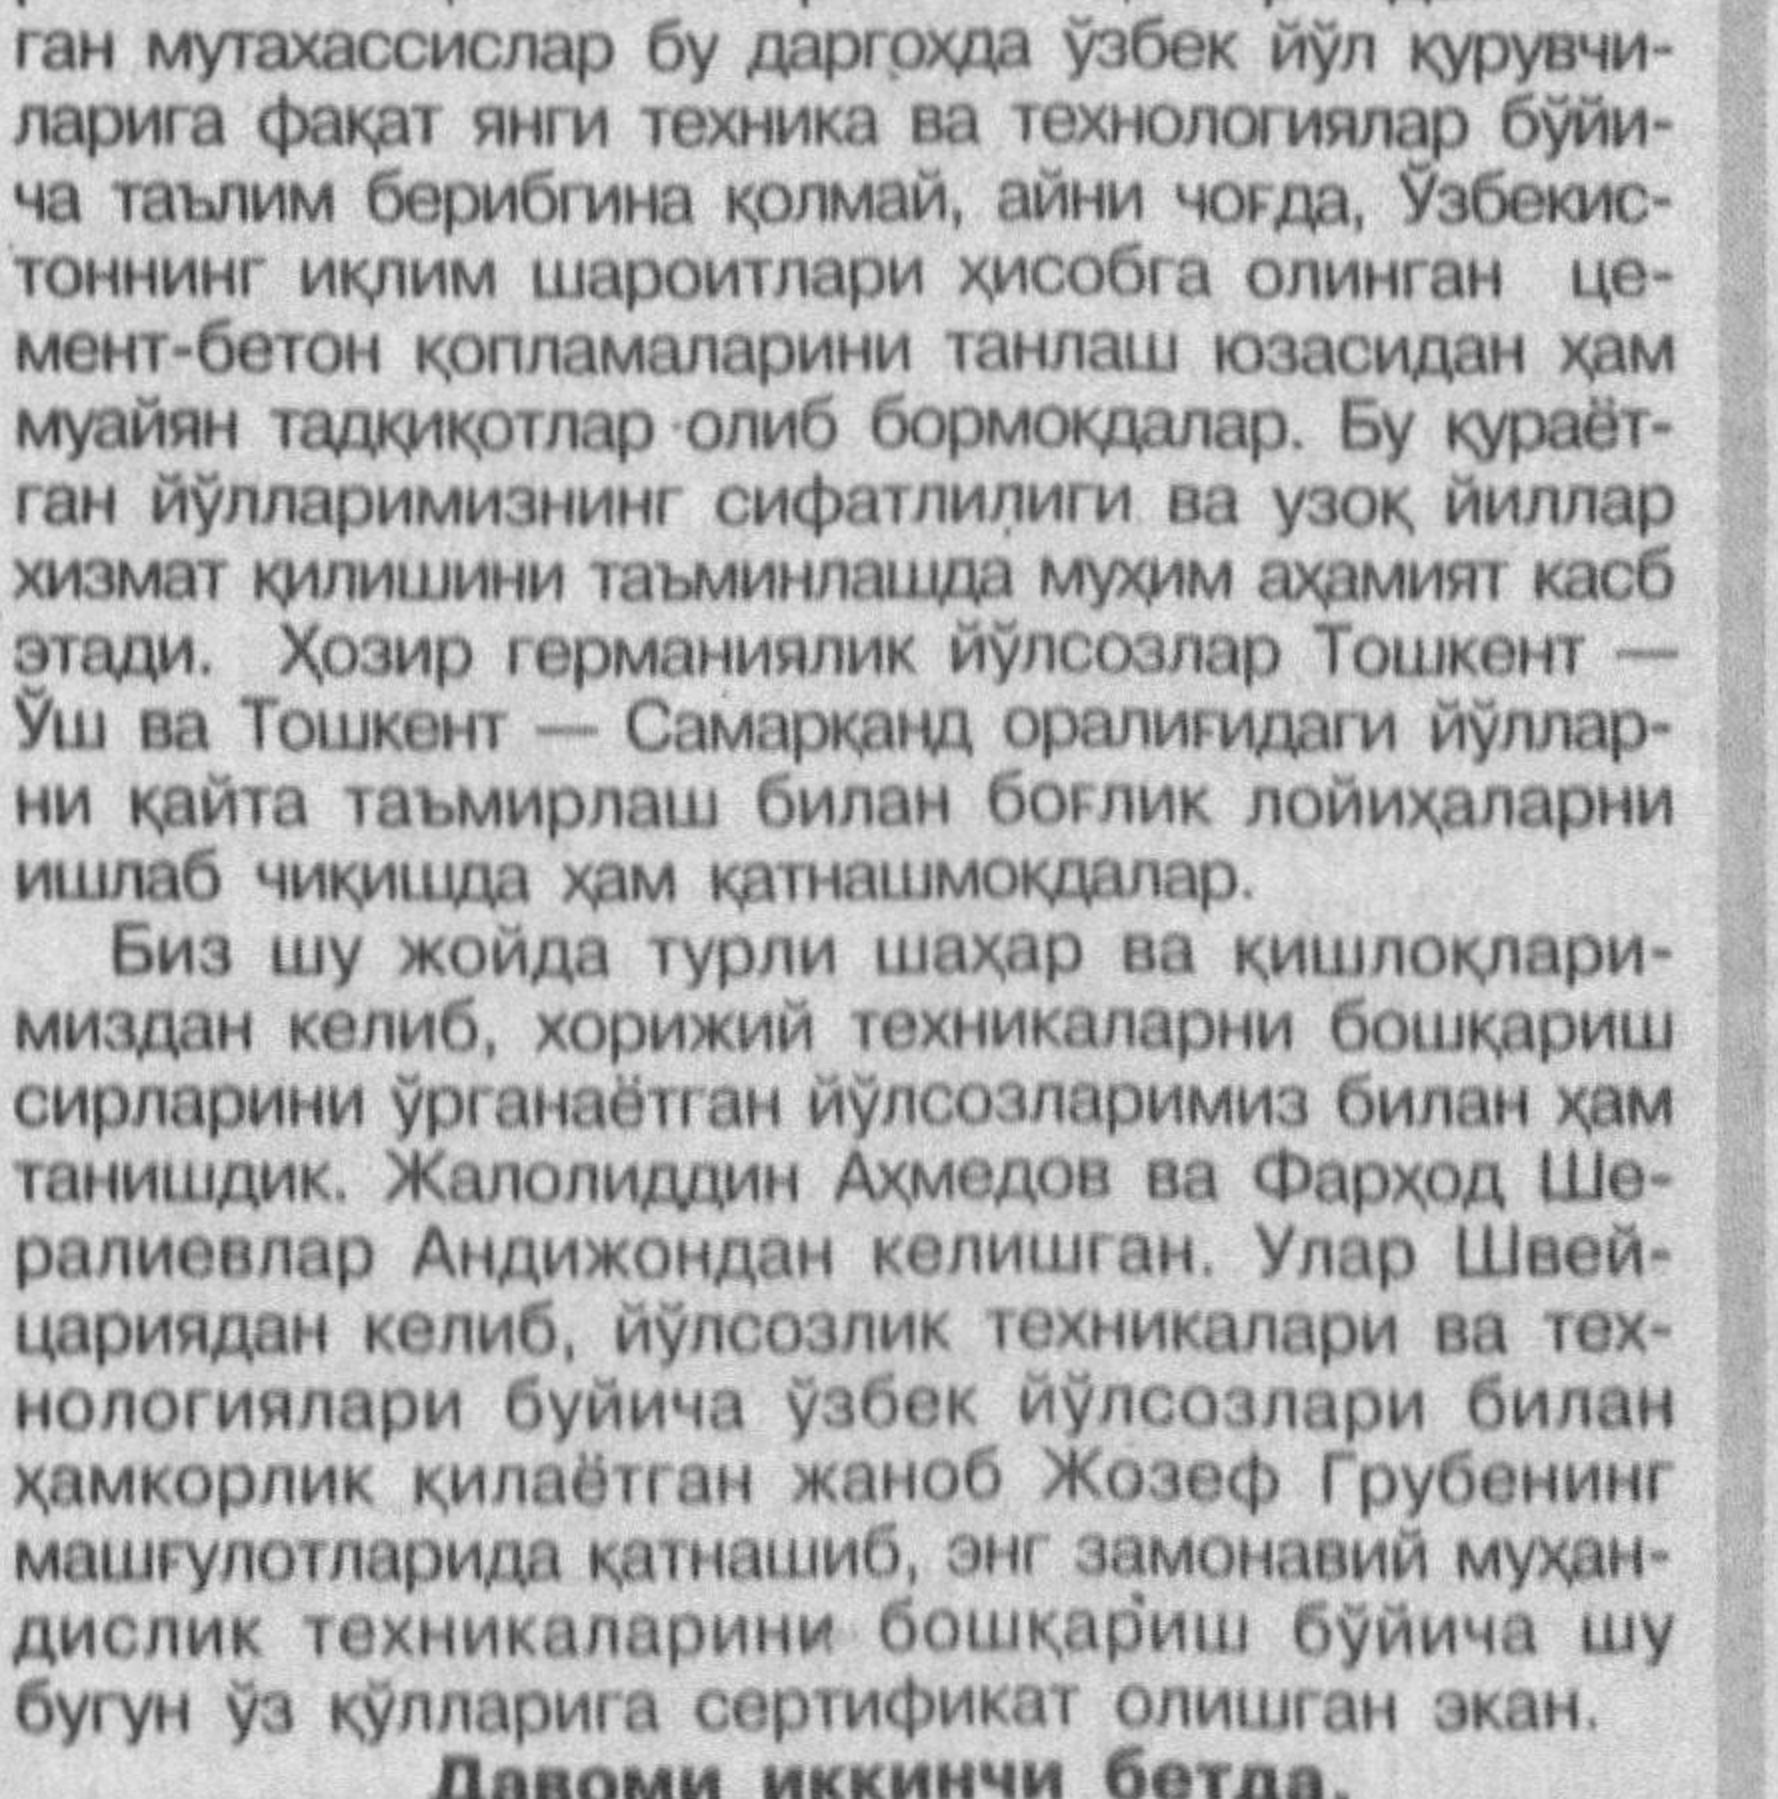 ган мутахассислар бу даргоҳда ўзбек йўл қурувчи-
ларига фақат янги техника ва технологиялар бўйи-
ча таълим берибгина қолмай, айни чоғда, Ўзбекис-
тоннинг иқлим шароитлари ҳисобга олинган це-
мент-бетон қопламаларини танлаш юзасидан ҳам
муайян тадқиқотлар олиб бормоқдалар. Бу қураёт-
ган йўлларимизнинг сифатлилиги ва узоқ йиллар
хизмат қилишини таъминлашда муҳим аҳамият касб
этади. Ҳозир германиялик йўлсозлар Тошкент —
Ўш ва Тошкент — Самарқанд оралиғидаги йўллар-
ни қайта таъмирлаш билан боғлик лойиҳаларни
ишлаб чиқишда ҳам қатнашмоқдалар.
Биз шу жойда турли шаҳар ва қишлоқлари-
миздан келиб, хорижий техникаларни бошқариш
сирларини ўрганаётган йўлсозларимиз билан ҳам
танишдик. Жалолиддин Аҳмедов ва Фарҳод Ше-
ралиевлар Андижондан келишган. Улар Швей-
цариядан келиб, йўлсозлик техникалари ва тех-
нологиялари буйича ўзбек йўлсозлари билан
ҳамкорлик қилаётган жаноб Жозеф Грубенинг
машғулотларида қатнашиб, энг замонавий муҳан-
дислик техникаларини бошқариш бўйича шу
бугун ўз қўлларига сертификат олишган экан.
Давоми иккинчи бетда.